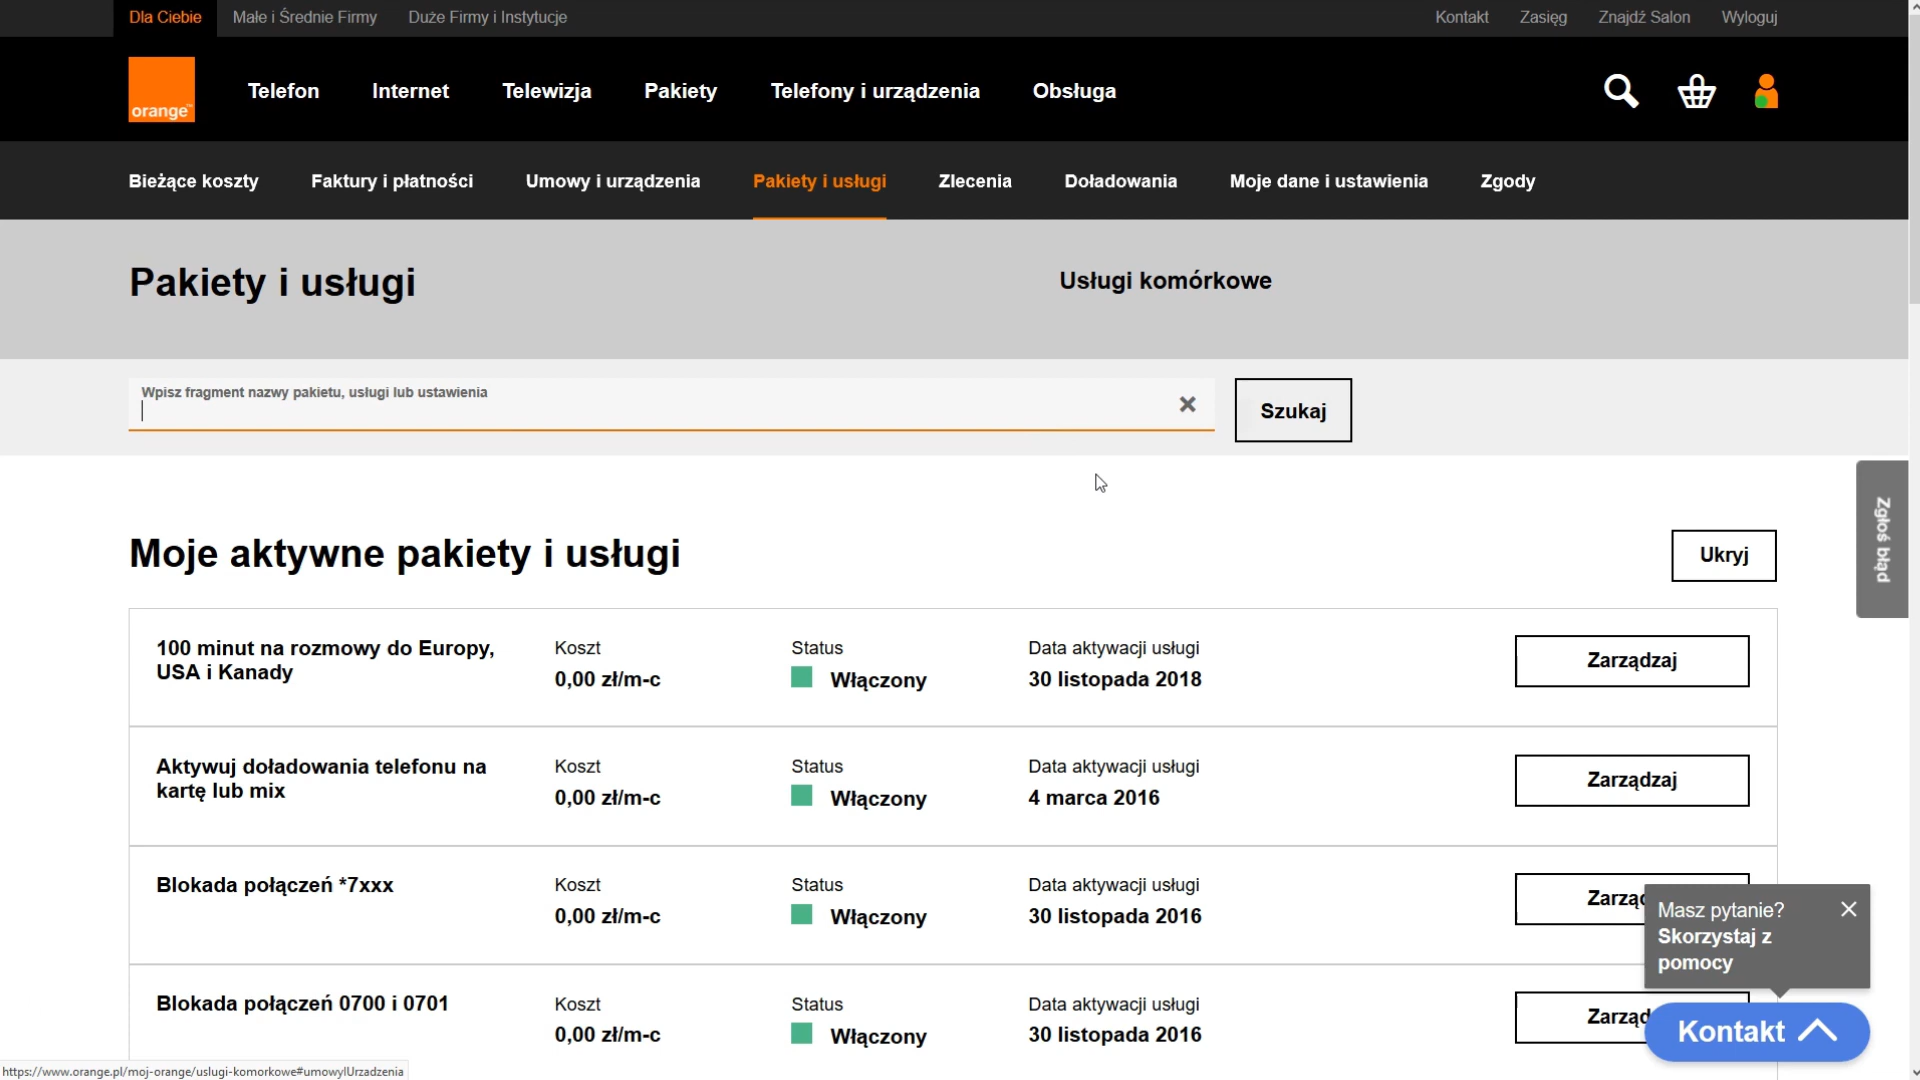 Dla Ciebie Małe i Średnie Firmy Duże Firmy i Instytucje Kontakt Zasięg Znajdź Salon Wyloguj
orange™ Telefon Internet Telewizja Pakiety Telefony i urządzenia Obsługa
Bieżące koszty Faktury i płatności Umowy i urządzenia Pakiety i usługi Zlecenia Doładowania Moje dane i ustawienia Zgody
Pakiety i usługi Usługi komórkowe
Wpisz fragment nazwy pakietu, usługi lub ustawienia
Szukaj
Zgłoś błąd
Moje aktywne pakiety i usługi Ukryj
100 minut na rozmowy do Europy, Koszt Status Data aktywacji usługi Zarządzaj
USA i Kanady 0,00 zł/m-c Włączony 30 listopada 2018
Aktywuj doładowania telefonu na Koszt Status Data aktywacji usługi Zarządzaj
kartę lub mix 0,00 zł/m-c Włączony 4 marca 2016
Blokada połączeń *7xxx Koszt Status Data aktywacji usługi Zarząd
0,00 zł/m-c Włączony 30 listopada 2016
Masz pytanie?
Skorzystaj z
pomocy
Blokada połączeń 0700 i 0701 Koszt Status Data aktywacji usługi Zarząd
0,00 zł/m-c Włączony 30 listopada 2016
Kontakt
https://www.orange.pl/moj-orange/uslugi-komorkowe#umowyIUrzadzenia